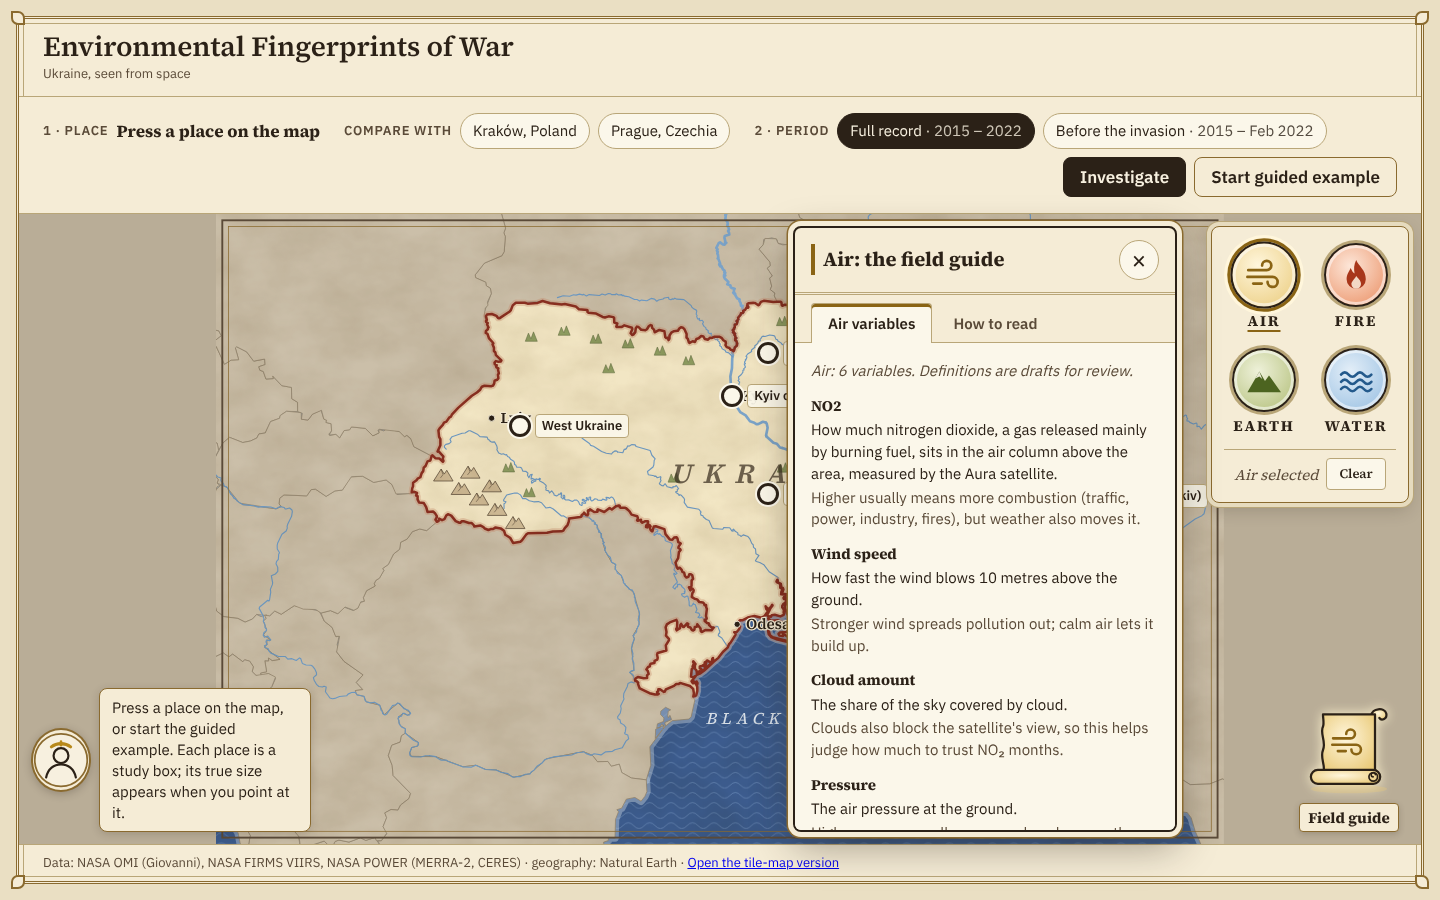 Environmental Fingerprints of War
Ukraine, seen from space
1 · PLACE Press a place on the map COMPARE WITH Kraków, Poland Prague, Czechia 2 · PERIOD Full record · 2015 – 2022 Before the invasion · 2015 – Feb 2022
Investigate Start guided example
Air: the field guide
Air variables How to read
Air: 6 variables. Definitions are drafts for review.
NO2
How much nitrogen dioxide, a gas released mainly
by burning fuel, sits in the air column above the
area, measured by the Aura satellite.
Higher usually means more combustion (traffic,
power, industry, fires), but weather also moves it.
Wind speed
How fast the wind blows 10 metres above the
ground.
Stronger wind spreads pollution out; calm air lets it
build up.
Cloud amount
The share of the sky covered by cloud.
Clouds also block the satellite's view, so this helps
judge how much to trust NO₂ months.
Pressure
The air pressure at the ground.
AIR FIRE
EARTH WATER
Air selected Clear
Kyiv
West Ukraine
UKRA
kiv)
Odesa
BLACK
Press a place on the map,
or start the guided
example. Each place is a
study box; its true size
appears when you point at
it.
Field guide
Data: NASA OMI (Giovanni), NASA FIRMS VIIRS, NASA POWER (MERRA-2, CERES) · geography: Natural Earth · Open the tile-map version